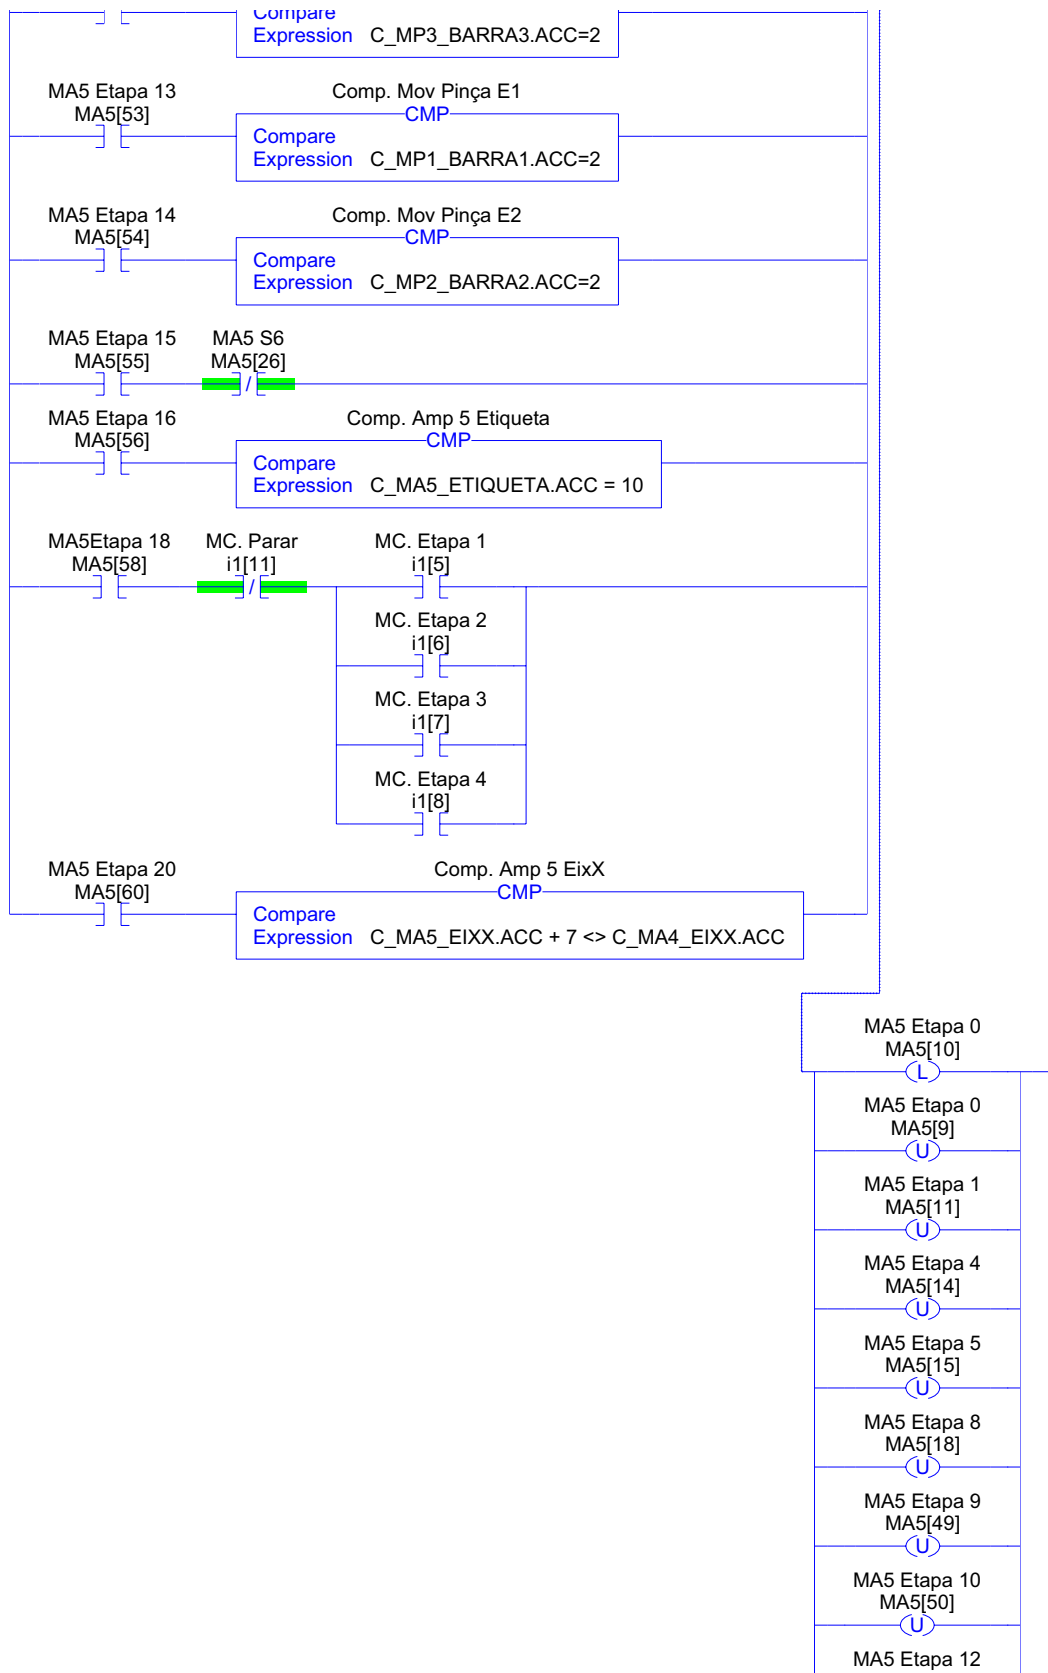 Compare
Expression C_MP3_BARRA3.ACC=2
MA5 Etapa 13
MA5[53]
Comp. Mov Pinça E1
CMP
Compare
Expression C_MP1_BARRA1.ACC=2
MA5 Etapa 14
MA5[54]
Comp. Mov Pinça E2
CMP
Compare
Expression C_MP2_BARRA2.ACC=2
MA5 Etapa 15
MA5[55]
MA5 S6
MA5[26]
/
MA5 Etapa 16
MA5[56]
Comp. Amp 5 Etiqueta
CMP
Compare
Expression C_MA5_ETIQUETA.ACC = 10
MA5Etapa 18
MA5[58]
MC. Parar
i1[11]
/
MC. Etapa 1
i1[5]
MC. Etapa 2
i1[6]
MC. Etapa 3
i1[7]
MC. Etapa 4
i1[8]
MA5 Etapa 20
MA5[60]
Comp. Amp 5 EixX
CMP
Compare
Expression C_MA5_EIXX.ACC + 7 <> C_MA4_EIXX.ACC
MA5 Etapa 0
MA5[10]
L
MA5 Etapa 0
MA5[9]
U
MA5 Etapa 1
MA5[11]
U
MA5 Etapa 4
MA5[14]
U
MA5 Etapa 5
MA5[15]
U
MA5 Etapa 8
MA5[18]
U
MA5 Etapa 9
MA5[49]
U
MA5 Etapa 10
MA5[50]
U
MA5 Etapa 12